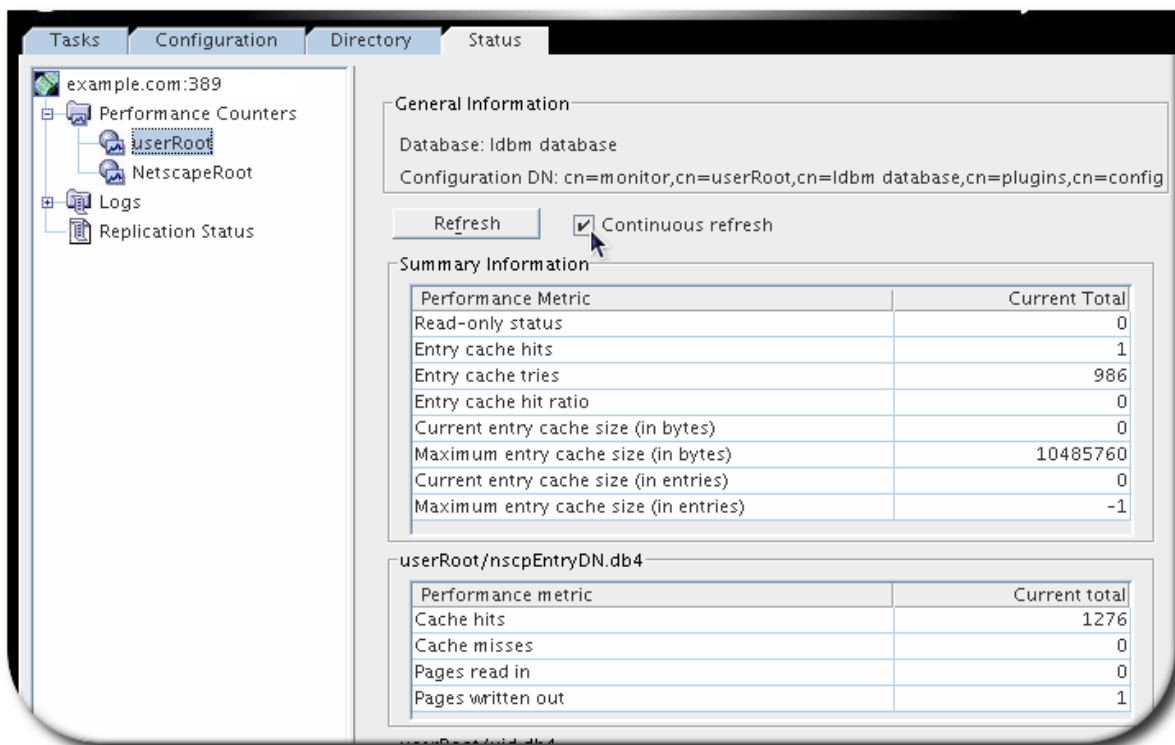 Tasks Configuration Directory Status
example.com:389
Performance Counters
userRoot
NetscapeRoot
Logs
Replication Status
General Information
Database: ldbm database
Configuration DN: cn=monitor,cn=userRoot,cn=ldbm database,cn=plugins,cn=config
Refresh Continuous refresh
Summary Information
Performance Metric Current Total
Read-only status 0
Entry cache hits 1
Entry cache tries 986
Entry cache hit ratio 0
Current entry cache size (in bytes) 0
Maximum entry cache size (in bytes) 10485760
Current entry cache size (in entries) 0
Maximum entry cache size (in entries) -1
userRoot/nscpEntryDN.db4
Performance metric Current total
Cache hits 1276
Cache misses 0
Pages read in 0
Pages written out 1
userRoot/uid.db4